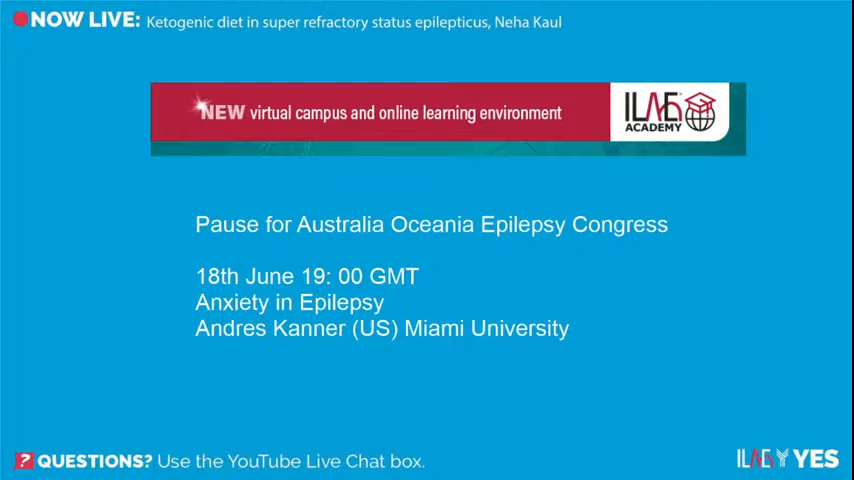 NOW LIVE: Ketogenic diet in super refractory status epilepticus, Neha Kaul
NEW virtual campus and online learning environment
ILAE
ACADEMY
Pause for Australia Oceania Epilepsy Congress
18th June 19: 00 GMT
Anxiety in Epilepsy
Andres Kanner (US) Miami University
? QUESTIONS? Use the YouTube Live Chat box.
ILAE YES